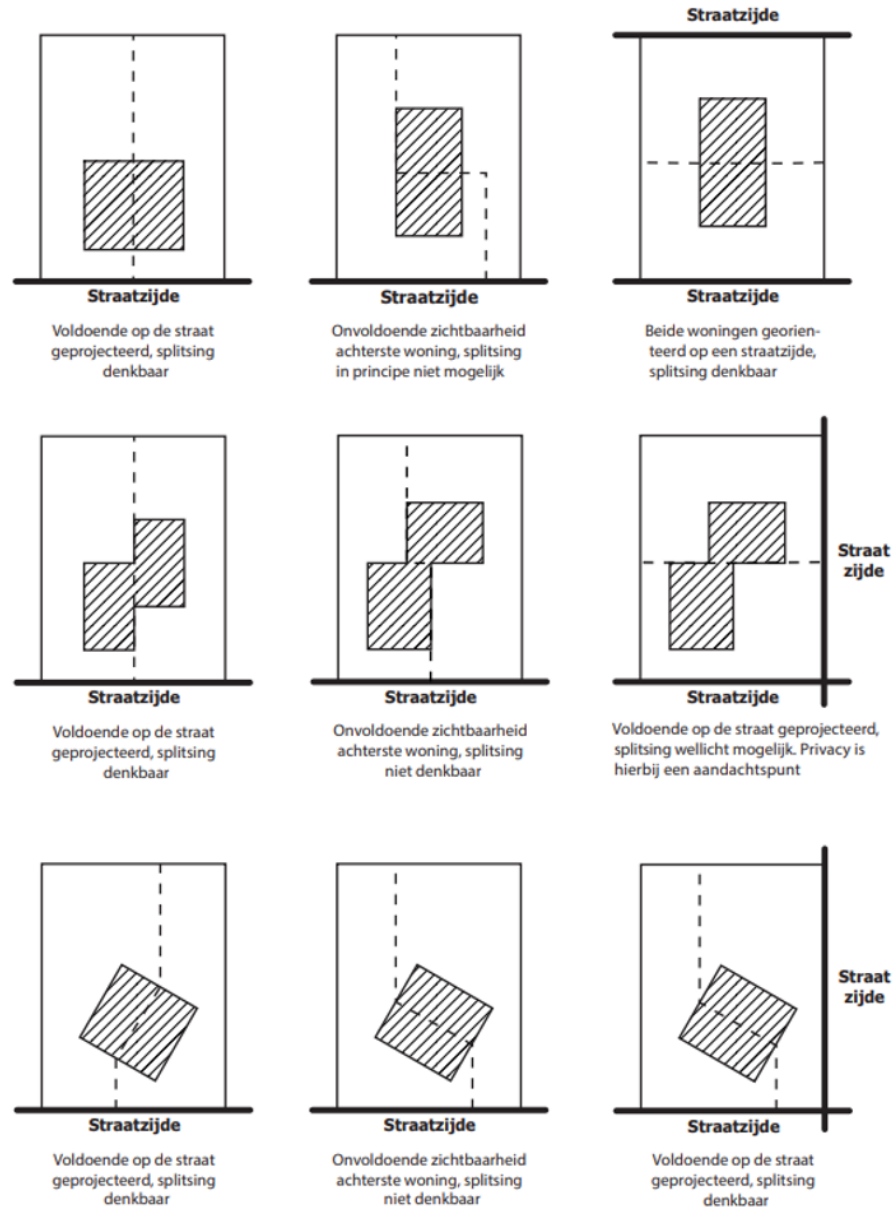 Straatzijde
Straatzijde
Voldoende op de straat
geprojecteerd, splitsing
denkbaar
Straatzijde
Onvoldoende zichtbaarheid
achterste woning, splitsing
in principe niet mogelijk
Straatzijde
Beide woningen georien-
teerd op een straatzijde,
splitsing denkbaar
Straatzijde
Voldoende op de straat
geprojecteerd, splitsing
denkbaar
Straatzijde
Onvoldoende zichtbaarheid
achterste woning, splitsing
niet denkbaar
Straat
zijde
Straatzijde
Voldoende op de straat geprojecteerd,
splitsing wellicht mogelijk. Privacy is
hierbij een aandachtspunt
Straatzijde
Voldoende op de straat
geprojecteerd, splitsing
denkbaar
Straatzijde
Onvoldoende zichtbaarheid
achterste woning, splitsing
niet denkbaar
Straat
zijde
Straatzijde
Voldoende op de straat
geprojecteerd, splitsing
denkbaar